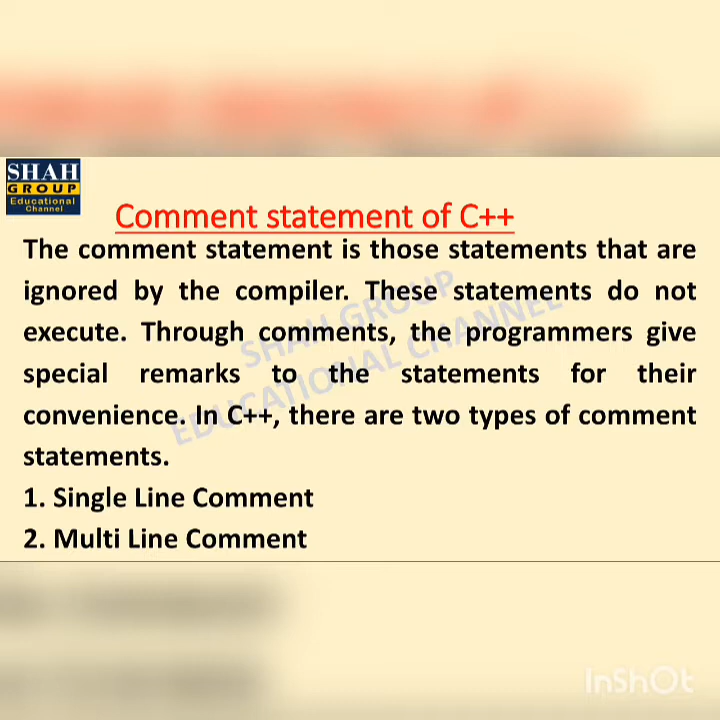 SHAH
GROUP
Educational
Channel
Comment statement of C++
The comment statement is those statements that are
ignored by the compiler. These statements do not
execute. Through comments, the programmers give
special remarks to the statements for their
convenience. In C++, there are two types of comment
statements.
1. Single Line Comment
2. Multi Line Comment
SHAH GROUP
EDUCATIONAL CHANNEL
InShOt